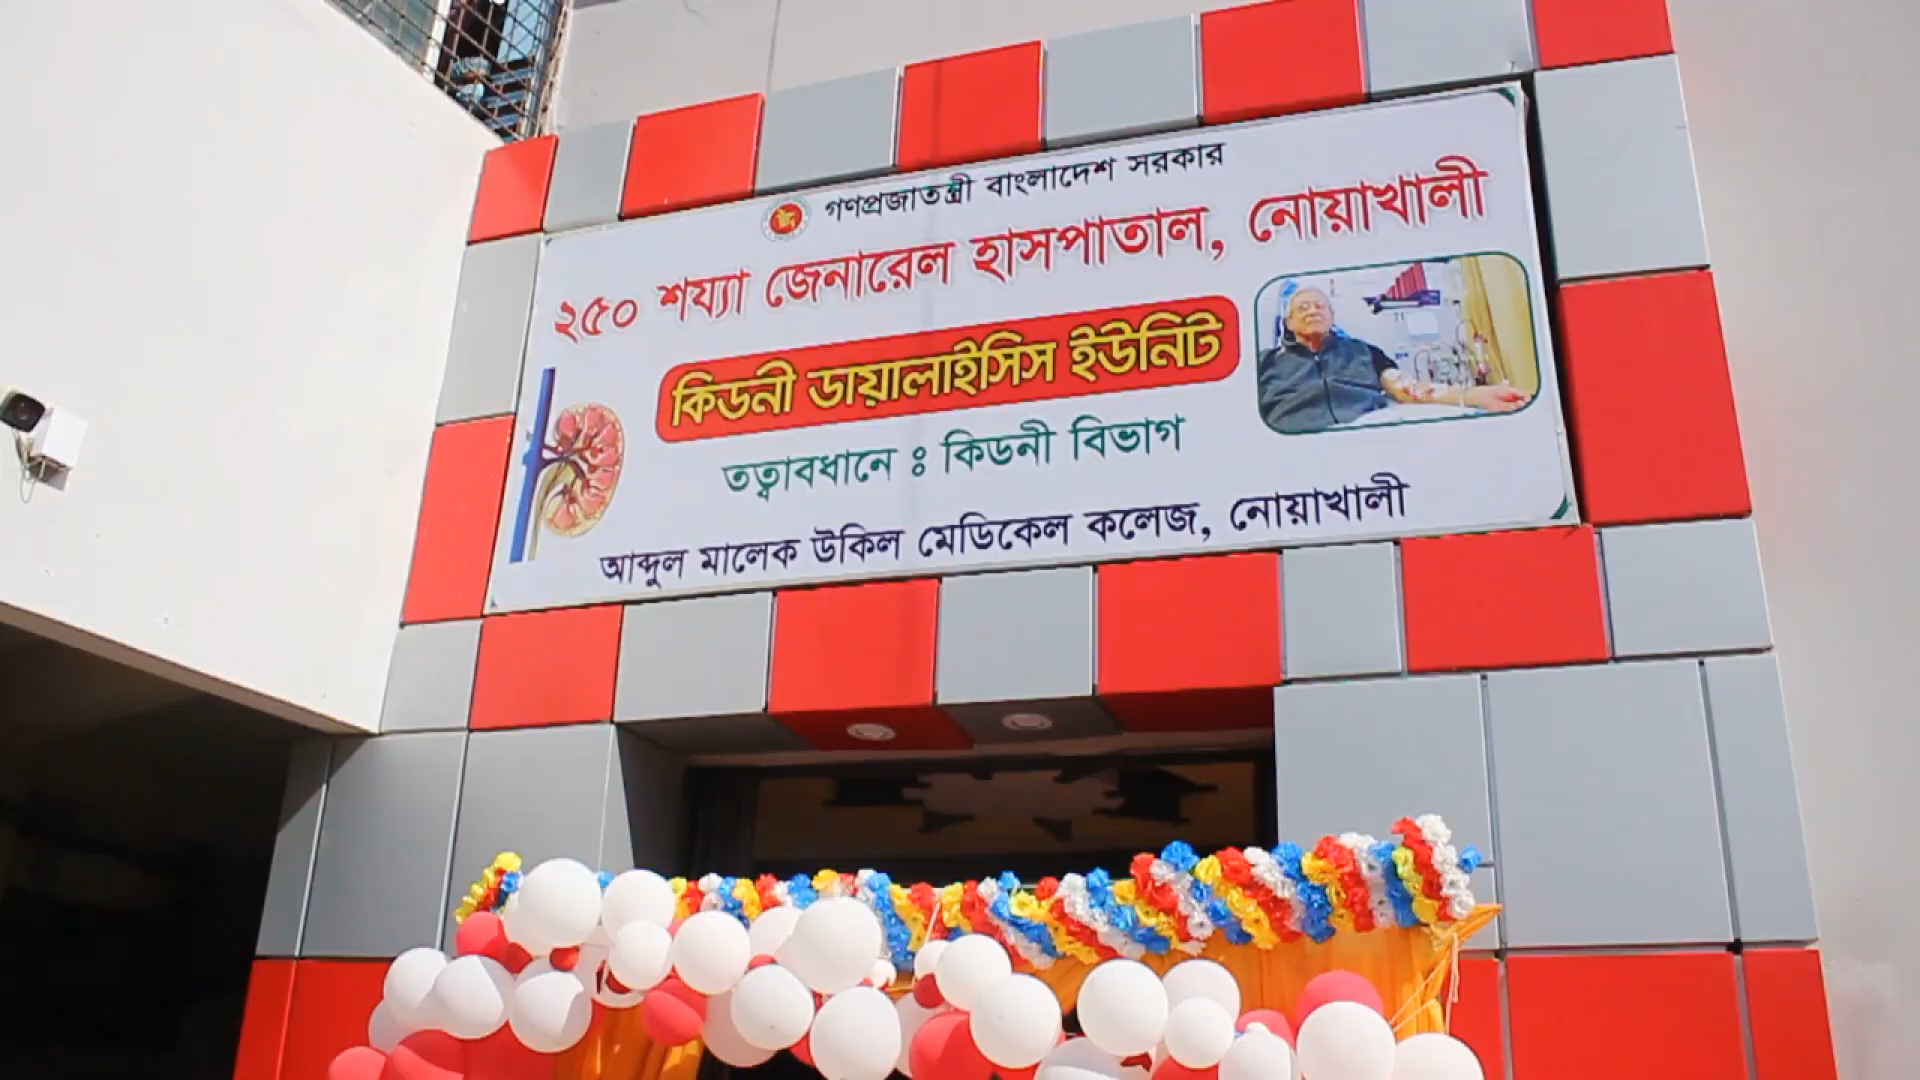 গণপ্রজাতন্ত্রী বাংলাদেশ সরকার
২৫০ শয্যা জেনারেল হাসপাতাল, নোয়াখালী
কিডনী ডায়ালাইসিস ইউনিট
তত্ত্বাবধানে ঃ কিডনী বিভাগ
আব্দুল মালেক উকিল মেডিকেল কলেজ, নোয়াখালী